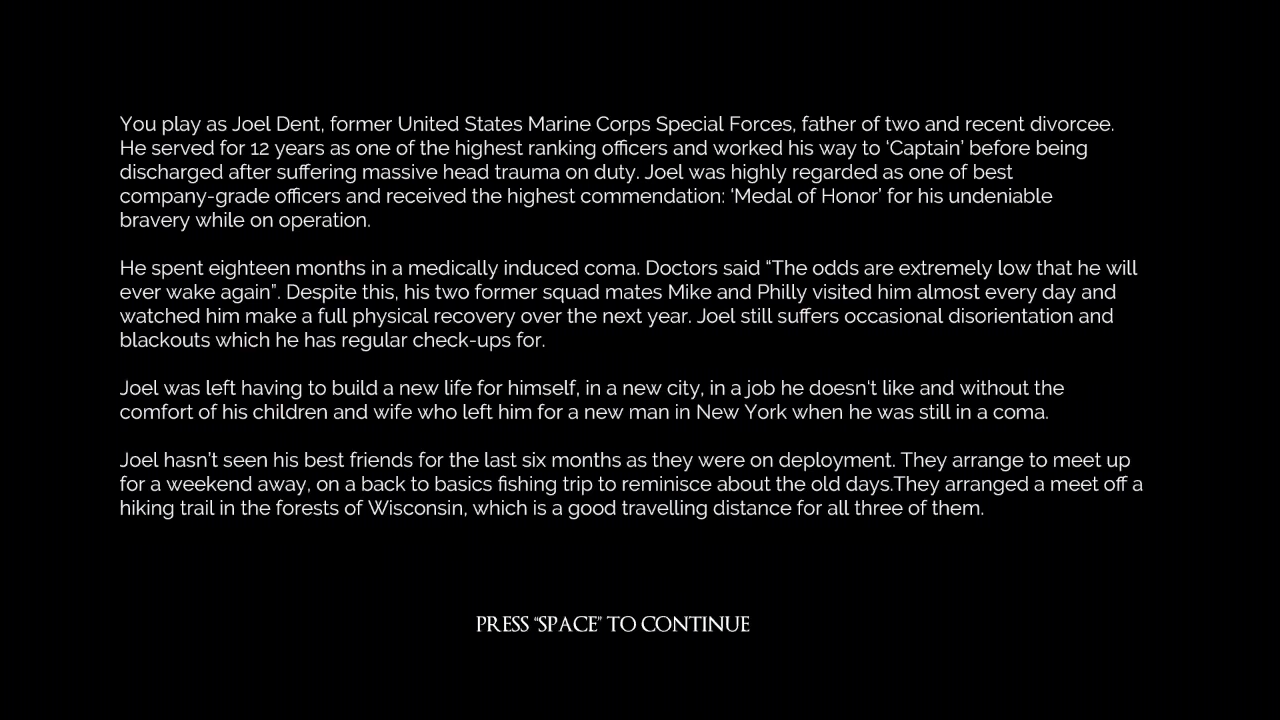 You play as Joel Dent, former United States Marine Corps Special Forces, father of two and recent divorcee.
He served for 12 years as one of the highest ranking officers and worked his way to ‘Captain’ before being
discharged after suffering massive head trauma on duty. Joel was highly regarded as one of best
company-grade officers and received the highest commendation: ‘Medal of Honor’ for his undeniable
bravery while on operation.
He spent eighteen months in a medically induced coma. Doctors said “The odds are extremely low that he will
ever wake again”. Despite this, his two former squad mates Mike and Philly visited him almost every day and
watched him make a full physical recovery over the next year. Joel still suffers occasional disorientation and
blackouts which he has regular check-ups for.
Joel was left having to build a new life for himself, in a new city, in a job he doesn't like and without the
comfort of his children and wife who left him for a new man in New York when he was still in a coma.
Joel hasn’t seen his best friends for the last six months as they were on deployment. They arrange to meet up
for a weekend away, on a back to basics fishing trip to reminisce about the old days.They arranged a meet off a
hiking trail in the forests of Wisconsin, which is a good travelling distance for all three of them.
PRESS “SPACE” TO CONTINUE